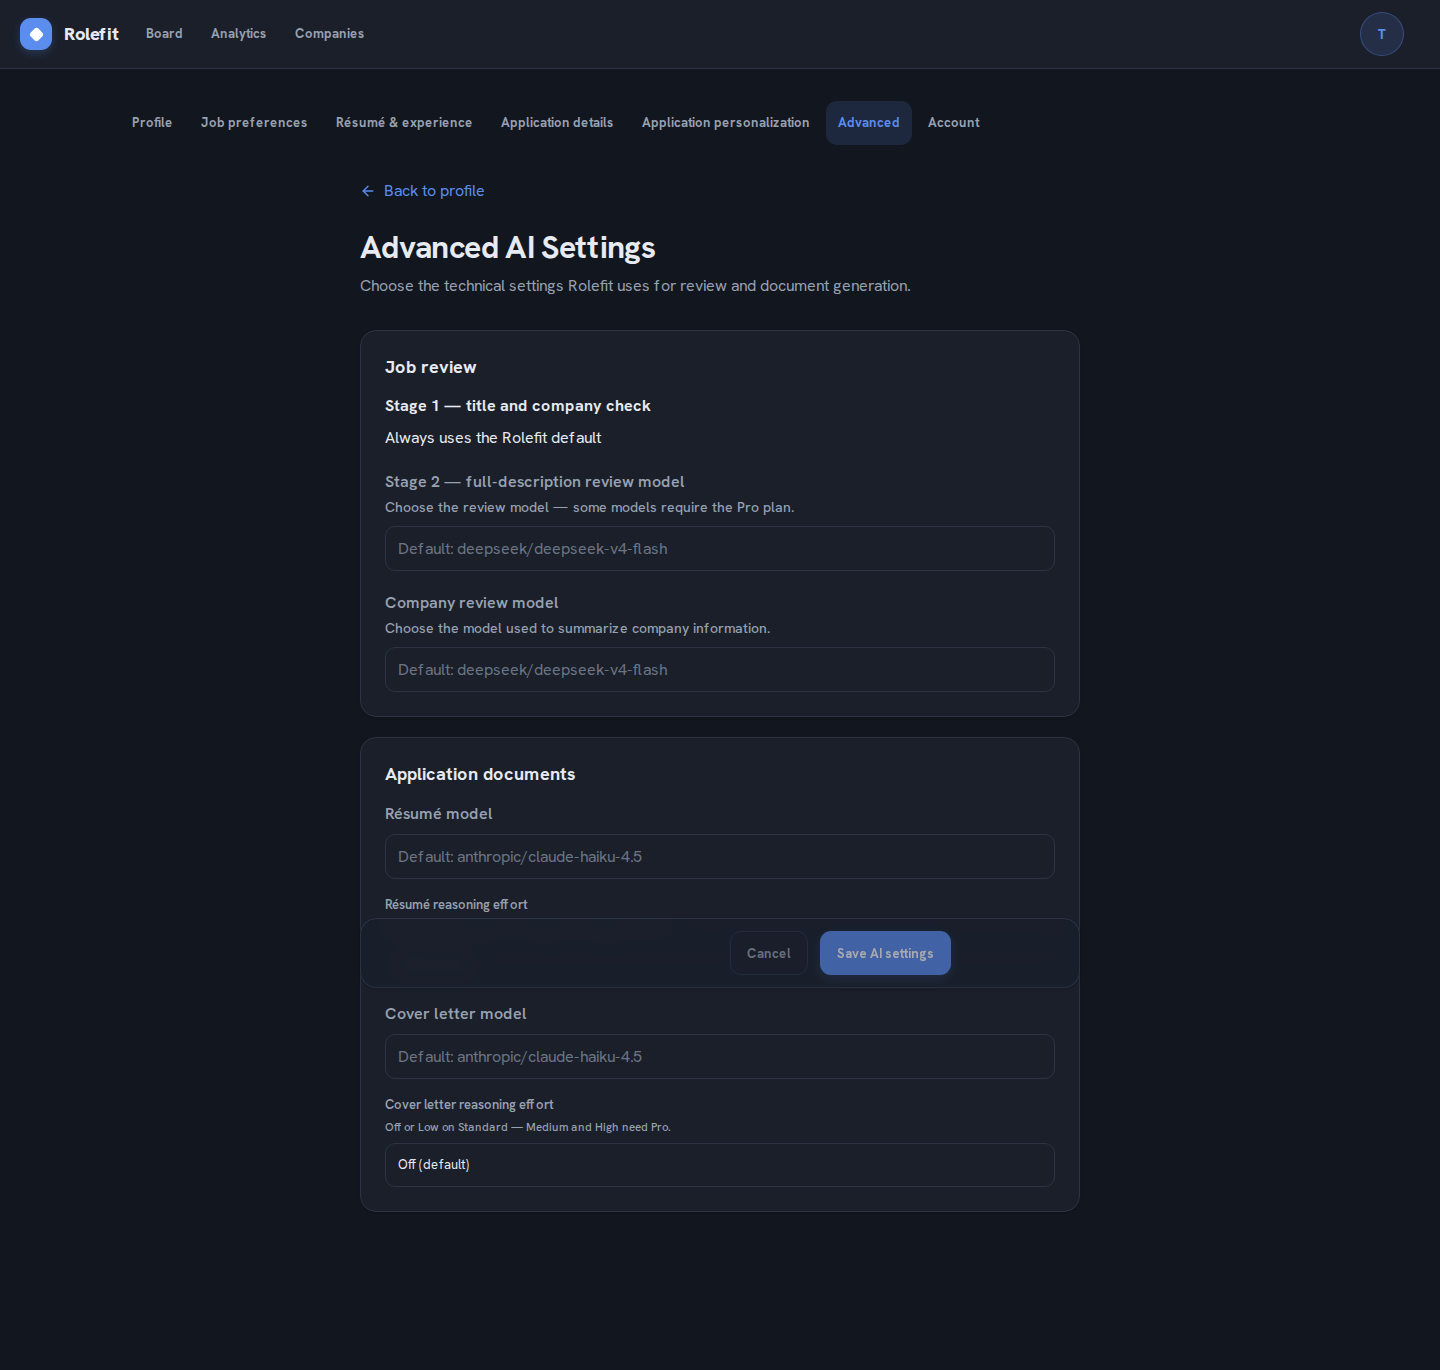 Rolefit
Board
Analytics
Companies
T
Profile
Job preferences
Résumé & experience
Application details
Application personalization
Advanced
Account
Back to profile
Advanced AI Settings
Choose the technical settings Rolefit uses for review and document generation.
Job review
Stage 1 — title and company check
Always uses the Rolefit default
Stage 2 — full-description review model
Choose the review model — some models require the Pro plan.
Default: deepseek/deepseek-v4-flash
Company review model
Choose the model used to summarize company information.
Default: deepseek/deepseek-v4-flash
Application documents
Résumé model
Default: anthropic/claude-haiku-4.5
Résumé reasoning effort
Cancel
Save AI settings
Cover letter model
Default: anthropic/claude-haiku-4.5
Cover letter reasoning effort
Off or Low on Standard — Medium and High need Pro.
Off (default)